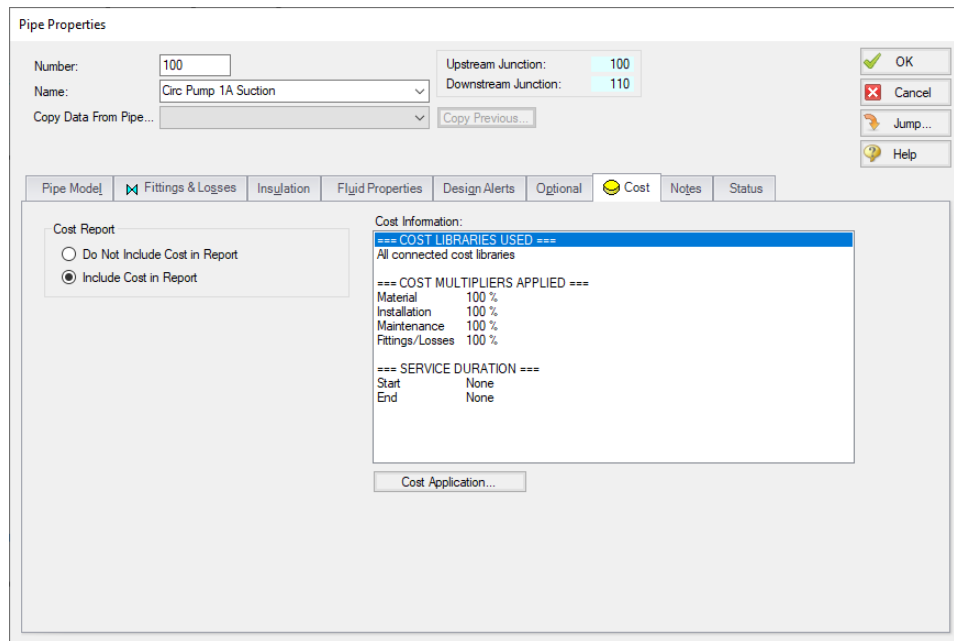 Pipe Properties
Number: 100
Name: Circ Pump 1A Suction
Copy Data From Pipe... Copy Previous...
Upstream Junction: 100
Downstream Junction: 110
OK
Cancel
Jump...
Help
Pipe Model Fittings & Losses Insulation Fluid Properties Design Alerts Optional Cost Notes Status
Cost Report
Do Not Include Cost in Report
Include Cost in Report
Cost Information:
=== COST LIBRARIES USED ===
All connected cost libraries
=== COST MULTIPLIERS APPLIED ===
Material 100 %
Installation 100 %
Maintenance 100 %
Fittings/Losses 100 %
=== SERVICE DURATION ===
Start None
End None
Cost Application...